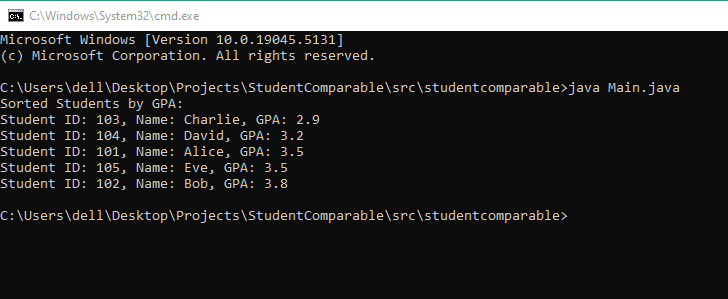 C:\Windows\System32\cmd.exe
Microsoft Windows [Version 10.0.19045.5131]
(c) Microsoft Corporation. All rights reserved.
C:\Users\dell\Desktop\Projects\StudentComparable\src\studentcomparable>java Main.java
Sorted Students by GPA:
Student ID: 103, Name: Charlie, GPA: 2.9
Student ID: 104, Name: David, GPA: 3.2
Student ID: 101, Name: Alice, GPA: 3.5
Student ID: 105, Name: Eve, GPA: 3.5
Student ID: 102, Name: Bob, GPA: 3.8
C:\Users\dell\Desktop\Projects\StudentComparable\src\studentcomparable>